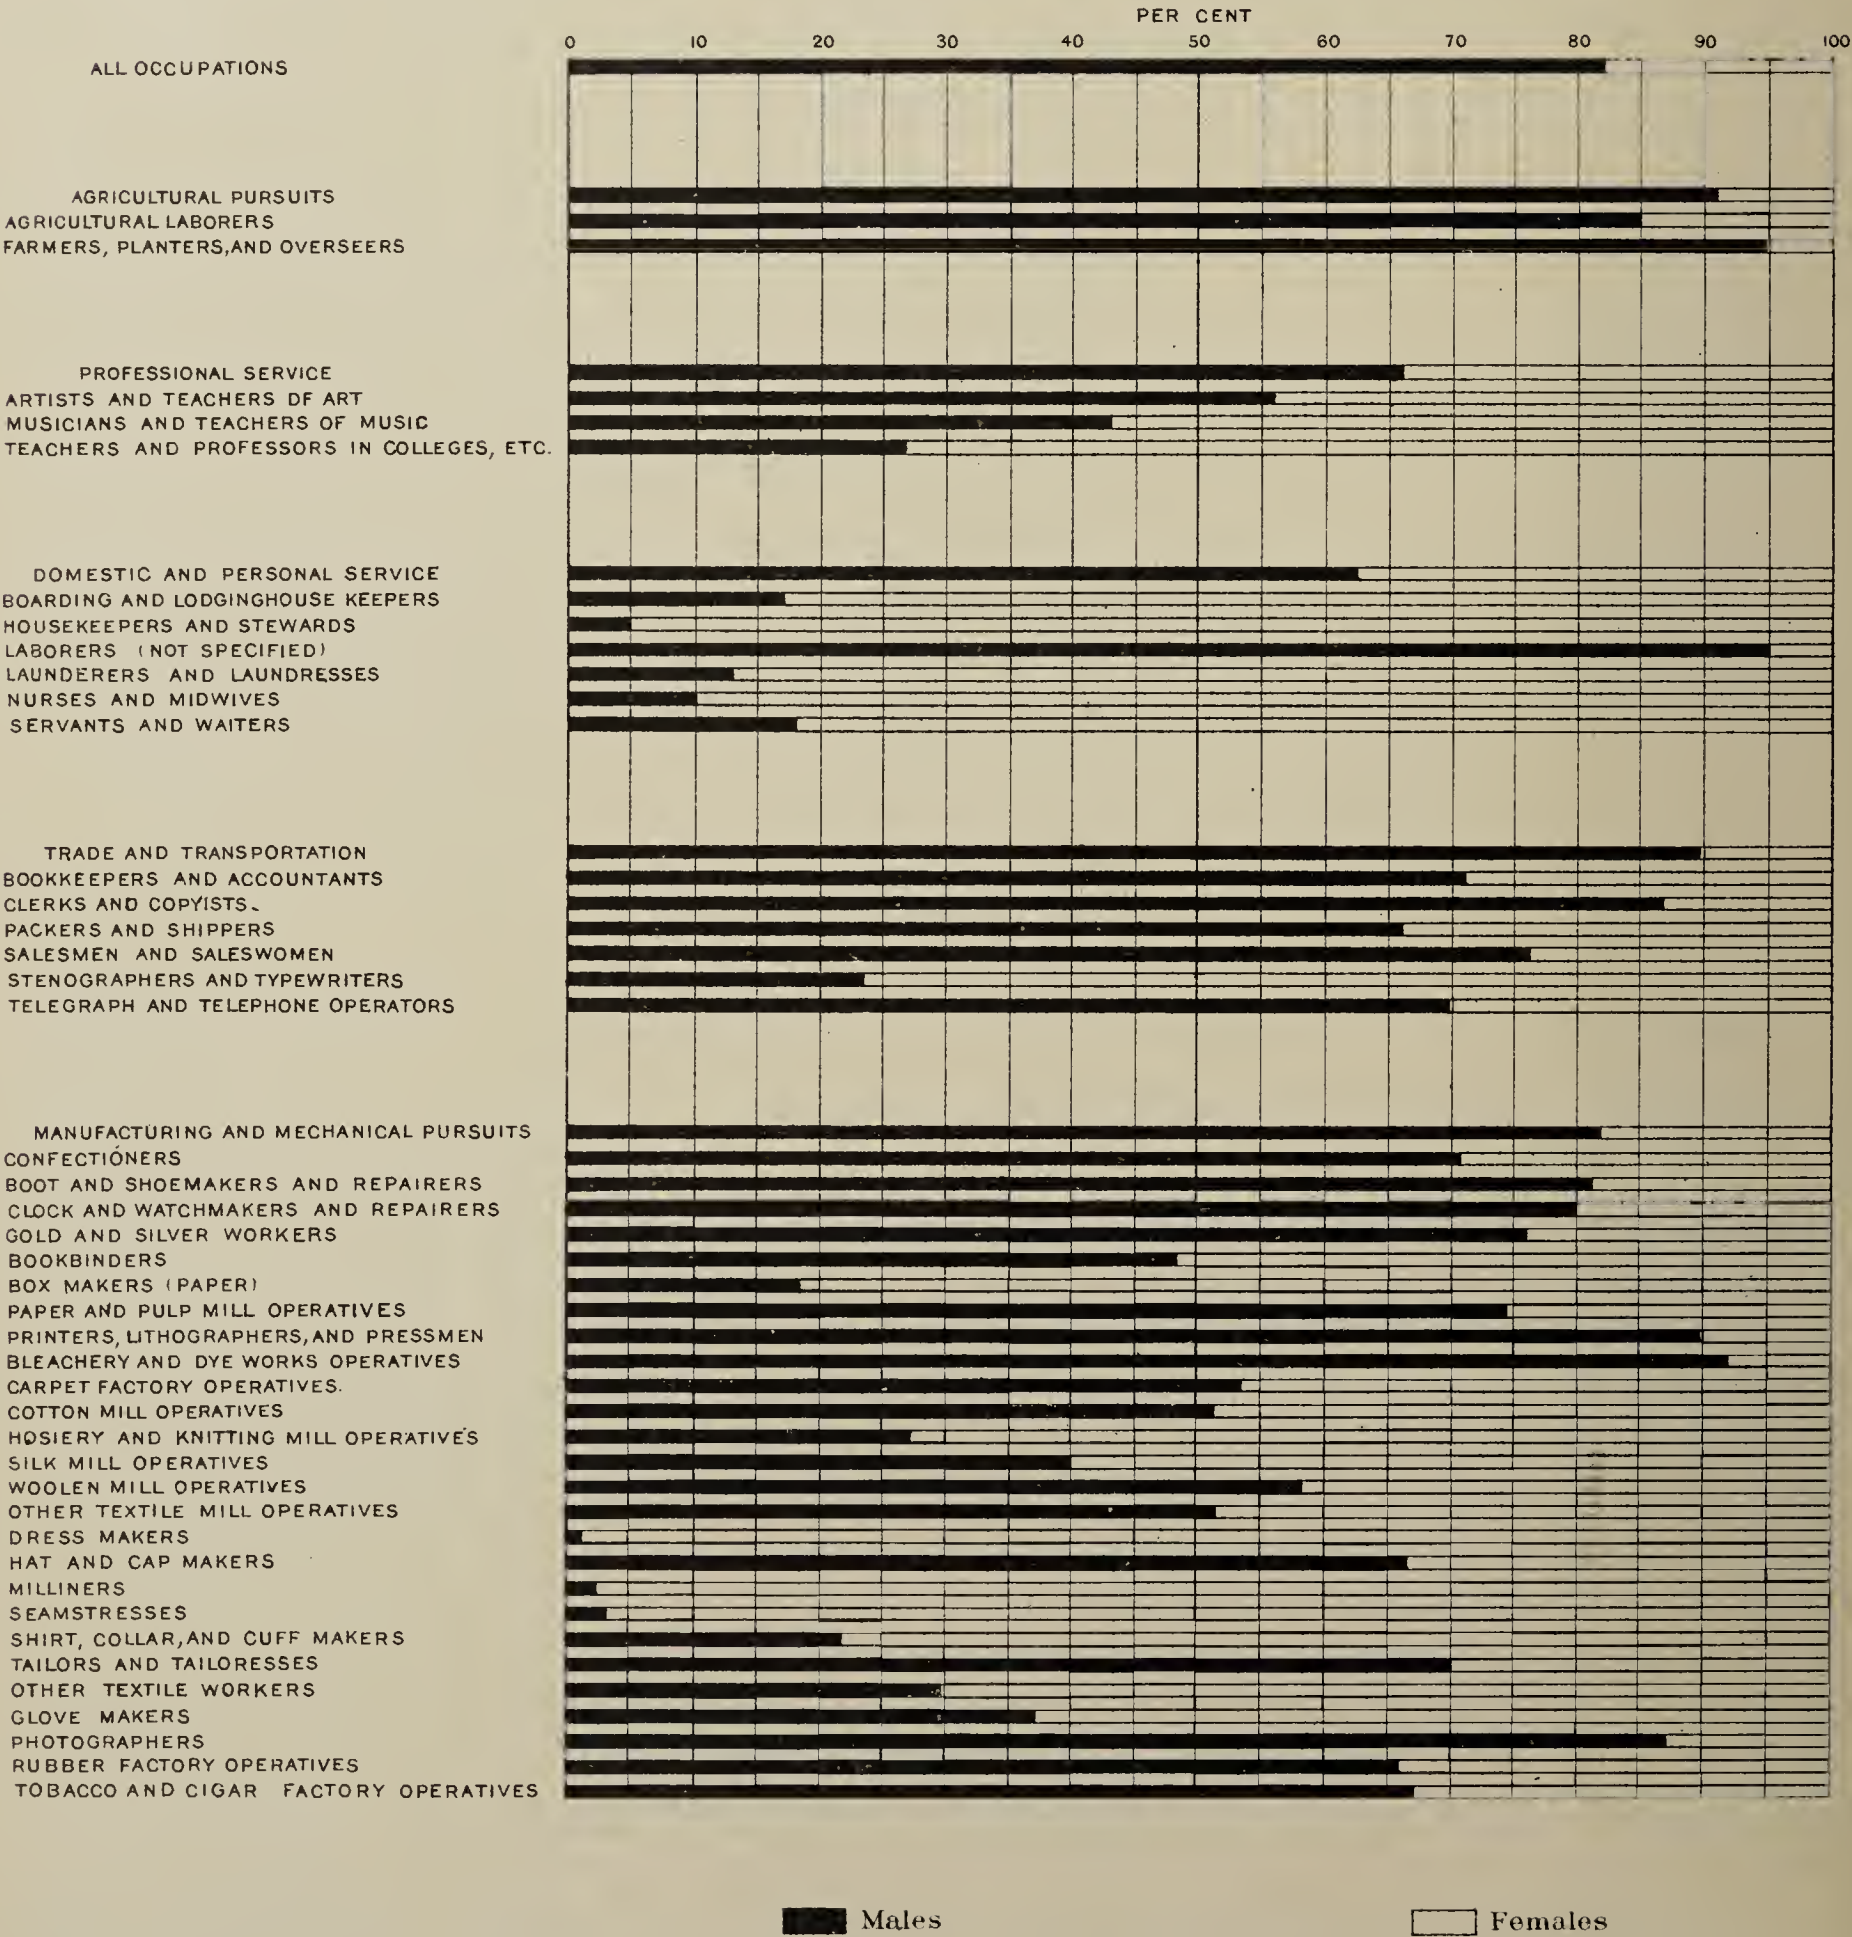 PER CENT
0 10 20 30 40 50 60 70 80 90 100
ALL OCCUPATIONS
AGRICULTURAL PURSUITS
AGRICULTURAL LABORERS
FARMERS, PLANTERS, AND OVERSEERS
PROFESSIONAL SERVICE
ARTISTS AND TEACHERS OF ART
MUSICIANS AND TEACHERS OF MUSIC
TEACHERS AND PROFESSORS IN COLLEGES, ETC.
DOMESTIC AND PERSONAL SERVICE
BOARDING AND LODGINGHOUSE KEEPERS
HOUSEKEEPERS AND STEWARDS
LABORERS (NOT SPECIFIED)
LAUNDERERS AND LAUNDRESSES
NURSES AND MIDWIVES
SERVANTS AND WAITERS
TRADE AND TRANSPORTATION
BOOKKEEPERS AND ACCOUNTANTS
CLERKS AND COPYISTS.
PACKERS AND SHIPPERS
SALESMEN AND SALESWOMEN
STENOGRAPHERS AND TYPEWRITERS
TELEGRAPH AND TELEPHONE OPERATORS
MANUFACTURING AND MECHANICAL PURSUITS
CONFECTIONERS
BOOT AND SHOEMAKERS AND REPAIRERS
CLOCK AND WATCHMAKERS AND REPAIRERS
GOLD AND SILVER WORKERS
BOOKBINDERS
BOX MAKERS (PAPER)
PAPER AND PULP MILL OPERATIVES
PRINTERS, LITHOGRAPHERS, AND PRESSMEN
BLEACHERY AND DYE WORKS OPERATIVES
CARPET FACTORY OPERATIVES.
COTTON MILL OPERATIVES
HOSIERY AND KNITTING MILL OPERATIVES
SILK MILL OPERATIVES
WOOLEN MILL OPERATIVES
OTHER TEXTILE MILL OPERATIVES
DRESS MAKERS
HAT AND CAP MAKERS
MILLINERS
SEAMSTRESSES
SHIRT, COLLAR, AND CUFF MAKERS
TAILORS AND TAILORESSES
OTHER TEXTILE WORKERS
GLOVE MAKERS
PHOTOGRAPHERS
RUBBER FACTORY OPERATIVES
TOBACCO AND CIGAR FACTORY OPERATIVES
Males Females